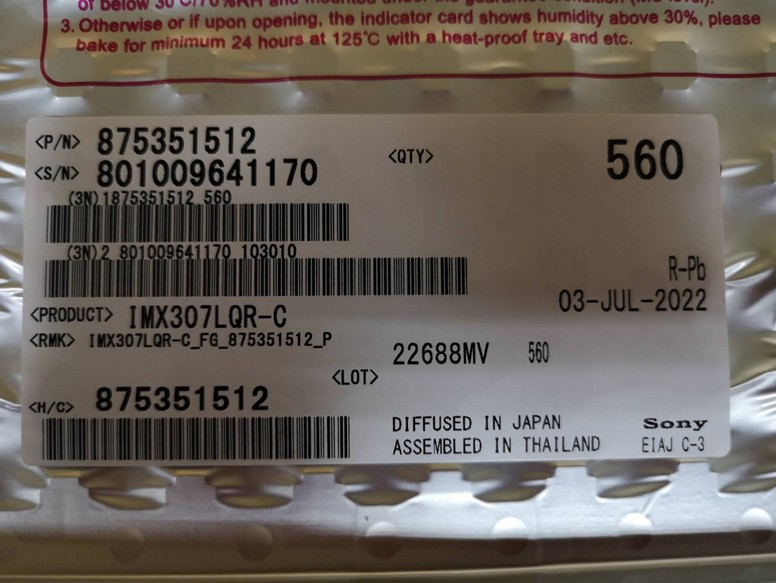 of below 30°C/70%RH and mounted under the guarantee condition (MS level).
3. Otherwise or if upon opening, the indicator card shows humidity above 30%, please
bake for minimum 24 hours at 125°C with a heat-proof tray and etc.
<P/N> 875351512
<QTY> 560
<S/N> 801009641170
(3N)1875351512 560
(3N)2 801009641170 103010
R-Pb
03-JUL-2022
<PRODUCT> IMX307LQR-C
<RMK> IMX307LQR-C_FG_875351512_P
22688MV 560
<LOT>
<H/C> 875351512
DIFFUSED IN JAPAN
ASSEMBLED IN THAILAND
Sony
EIAJ C-3